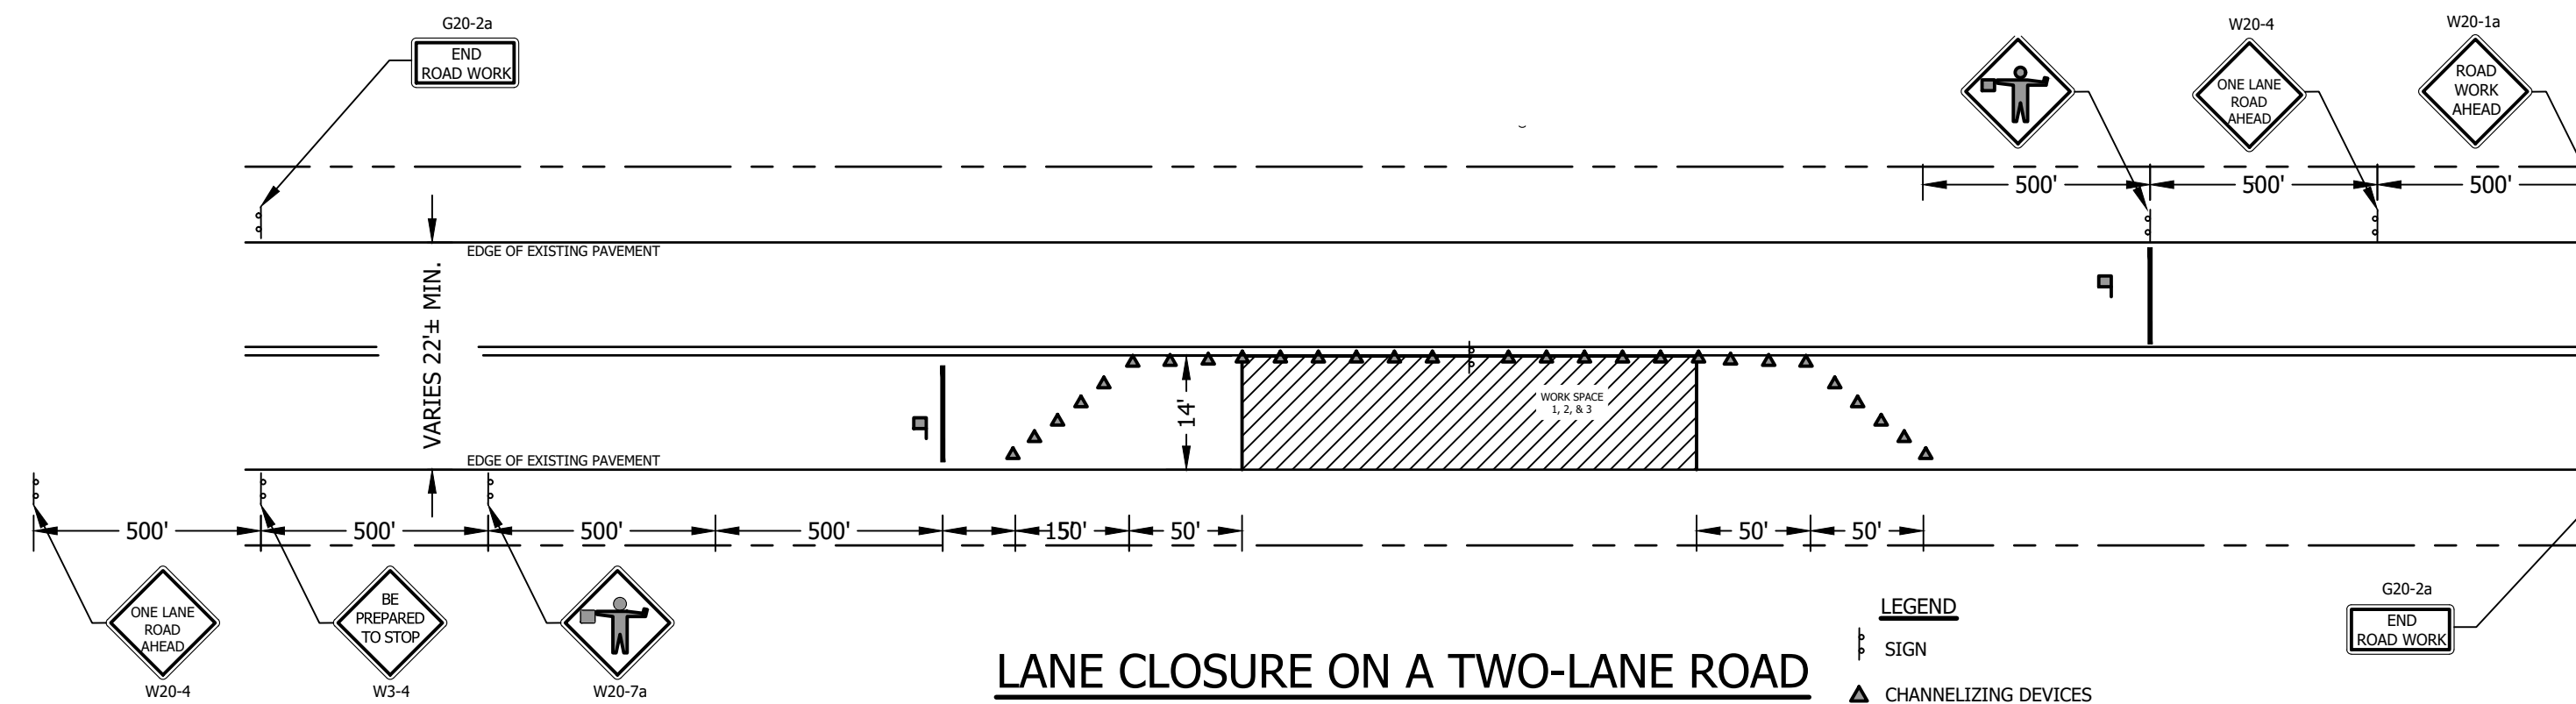 G20-2a
END
ROAD WORK
W20-4
ONE LANE
ROAD
AHEAD
W20-1a
ROAD
WORK
AHEAD
500'
500'
500'
EDGE OF EXISTING PAVEMENT
VARIES 22'± MIN.
14'
WORK SPACE
1, 2, & 3
EDGE OF EXISTING PAVEMENT
500'
500'
500'
500'
50'
50'
50'
ONE LANE
ROAD
AHEAD
W20-4
BE
PREPARED
TO STOP
W3-4
W20-7a
G20-2a
END
ROAD WORK
LEGEND
SIGN
CHANNELIZING DEVICES
LANE CLOSURE ON A TWO-LANE ROAD